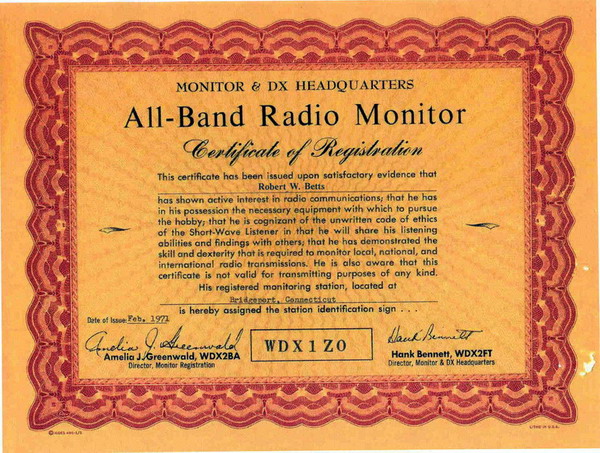 MONITOR & DX HEADQUARTERS
All-Band Radio Monitor
Certificate of Registration
This certificate has been issued upon satisfactory evidence that
Robert W. Betts
has shown active interest in radio communications; that he has
in his possession the necessary equipment with which to pursue
the hobby; that he is cognizant of the unwritten code of ethics
of the Short-Wave Listener in that he will share his listening
abilities and findings with others; that he has demonstrated the
skill and dexterity that is required to monitor local, national, and
international radio transmissions. He is also aware that this
certificate is not valid for transmitting purposes of any kind.
His registered monitoring station, located at
Bridgeport, Connecticut
is hereby assigned the station identification sign . . .
Date of Issue: Feb. 1971
Amelia J. Greenwald
Amelia J. Greenwald, WDX2BA
Director, Monitor Registration
WDX1ZO
Hank Bennett
Hank Bennett, WDX2FT
Director, Monitor & DX Headquarters
LITHO IN U.S.A.